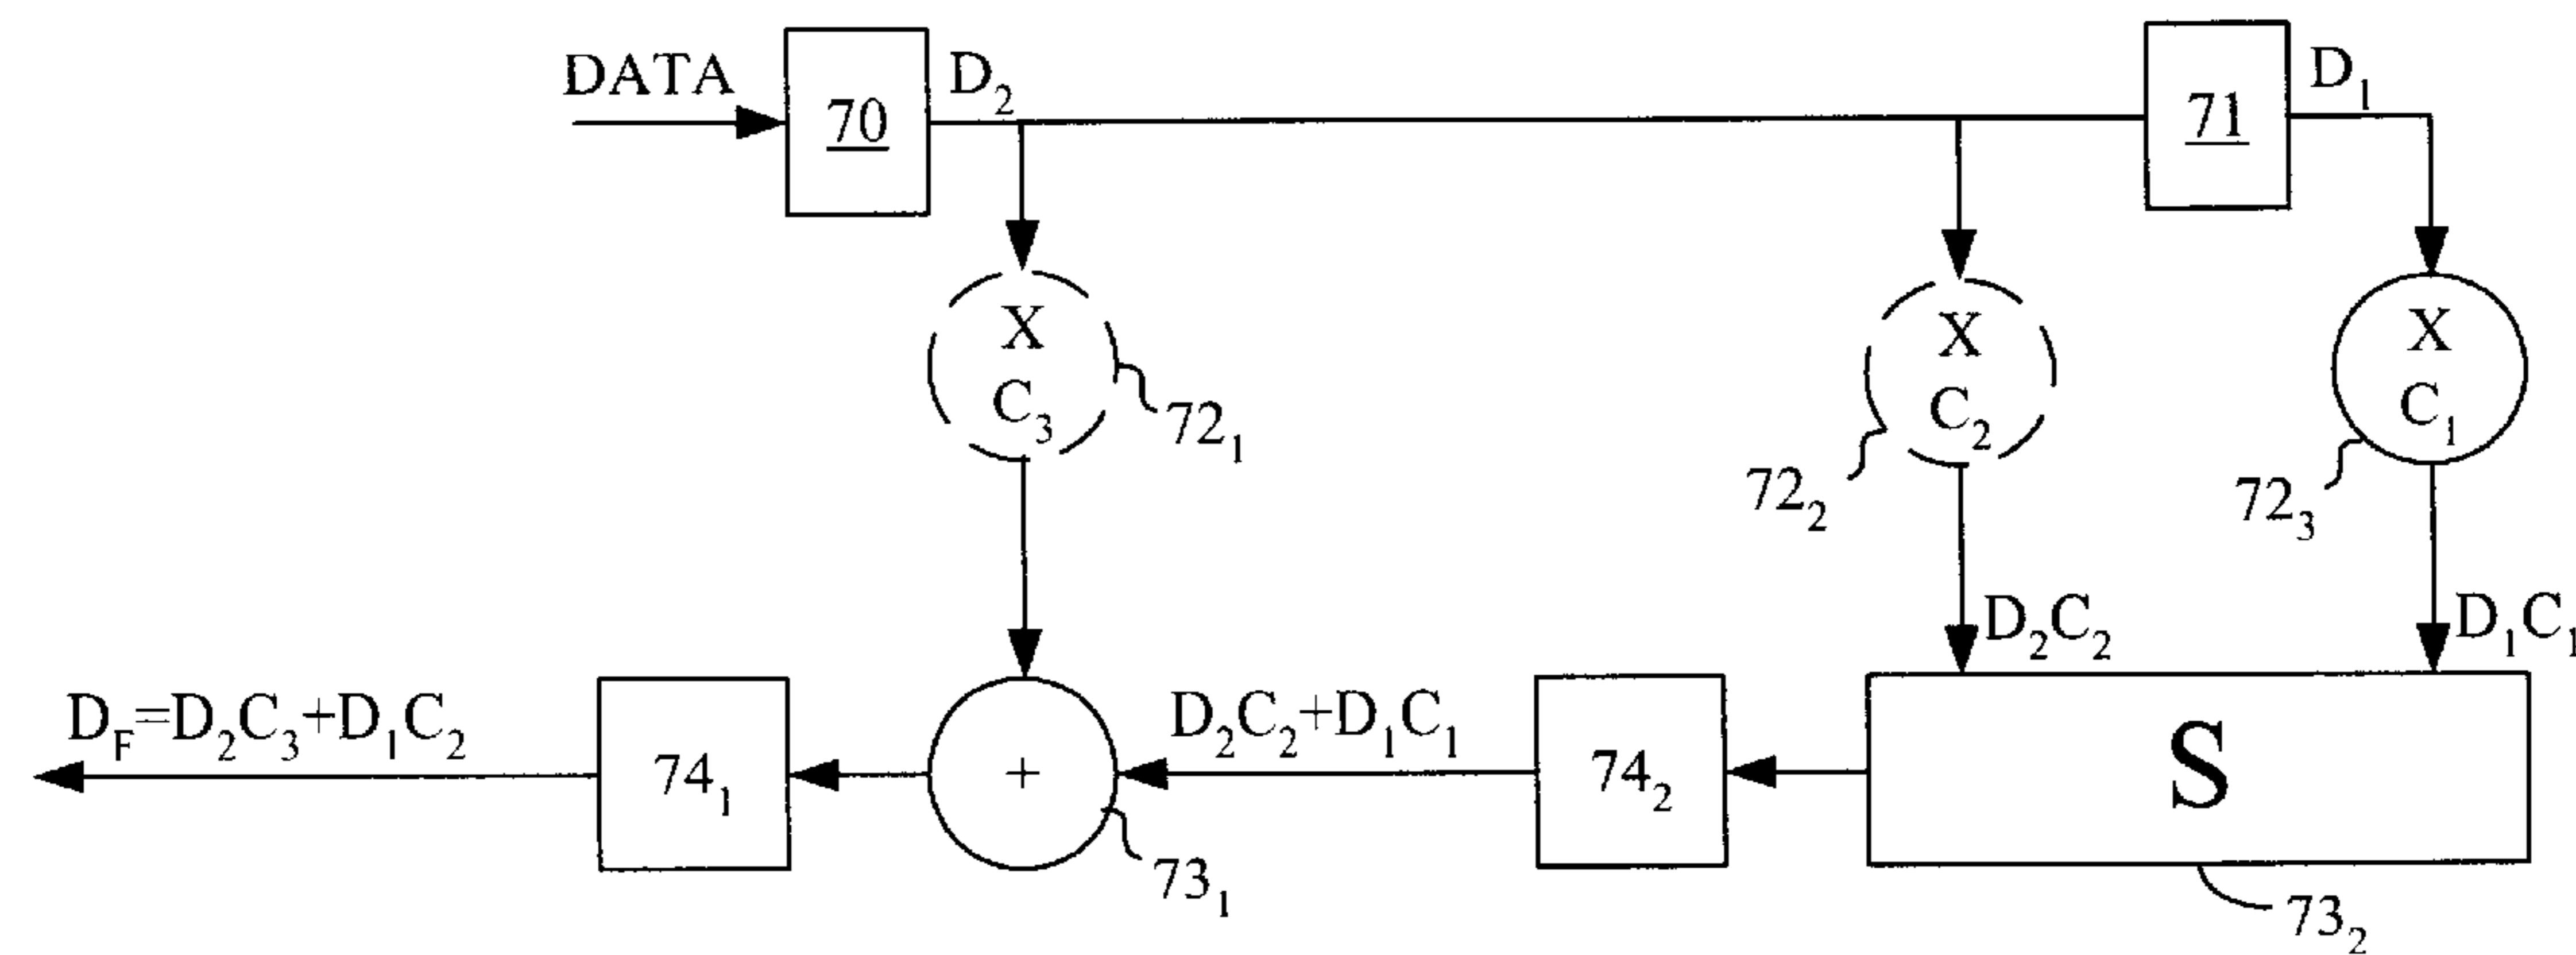 DATA
70
D₂
71
D₁
X
C₃
72₁
X
C₂
72₂
X
C₁
72₃
D₂C₂
D₁C₁
D_F=D₂C₃+D₁C₂
74₁
+
73₁
D₂C₂+D₁C₁
74₂
S
73₂